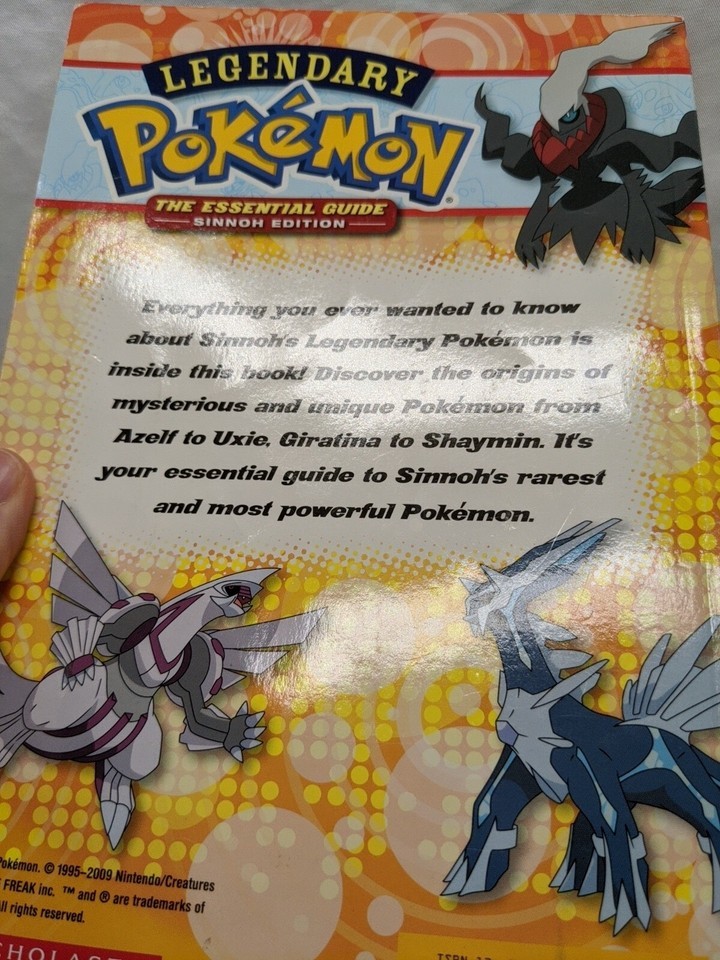 LEGENDARY
POKéMON
THE ESSENTIAL GUIDE
SINNOH EDITION
Everything you ever wanted to know
about Sinnoh's Legendary Pokémon is
inside this book! Discover the origins of
mysterious and unique Pokémon from
Azelf to Uxie, Giratina to Shaymin. It's
your essential guide to Sinnoh's rarest
and most powerful Pokémon.
Pokémon. © 1995–2009 Nintendo/Creatures
FREAK inc. ™ and ® are trademarks of
All rights reserved.